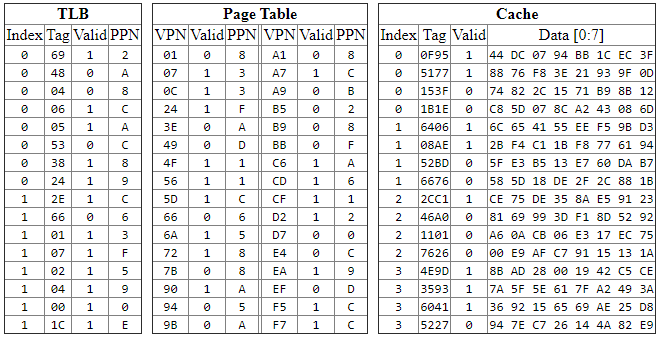 TLB Page Table Cache
Index Tag Valid PPN VPN Valid PPN VPN Valid PPN Index Tag Valid Data [0:7]
0 69 1 2 01 0 8 A1 0 8 0 0F95 1 44 DC 07 94 BB 1C EC 3F
0 48 0 A 07 1 3 A7 1 C 0 5177 1 88 76 F8 3E 21 93 9F 0D
0 04 0 8 0C 1 3 A9 0 B 0 153F 0 74 82 2C 15 71 B9 8B 12
0 06 1 C 24 1 F B5 0 2 0 1B1E 0 C8 5D 07 8C A2 43 08 6D
0 05 1 A 3E 0 A B9 0 8 1 6406 1 6C 65 41 55 EE F5 9B D3
0 53 0 C 49 0 D BB 0 F 1 08AE 1 2B F4 C1 1B F8 77 61 94
0 38 1 8 4F 1 1 C6 1 A 1 52BD 0 5F E3 B5 13 E7 60 DA B7
0 24 1 9 56 1 1 CD 1 6 1 6676 0 58 5D 18 DE 2F 2C 88 1B
1 2E 1 C 5D 1 C CF 1 1 2 2CC1 1 CE 75 DE 35 8A E5 91 23
1 66 0 6 66 0 6 D2 1 2 2 46A0 0 81 69 99 3D F1 8D 52 92
1 01 1 3 6A 1 5 D7 0 0 2 1101 0 A6 0A CB 06 E3 17 EC 75
1 07 1 F 72 1 8 E4 0 C 2 7626 0 00 E9 AF C7 91 15 13 1A
1 02 1 5 7B 0 8 EA 1 9 3 4E9D 1 8B AD 28 00 19 42 C5 CE
1 04 1 9 90 1 A EF 0 D 3 3593 1 7A 5F 5E 61 7F A2 49 3A
1 00 1 0 94 0 5 F5 1 C 3 6041 1 36 92 15 65 69 AE 25 D8
1 1C 1 E 9B 0 A F7 1 C 3 5227 0 94 7E C7 26 14 4A 82 E9